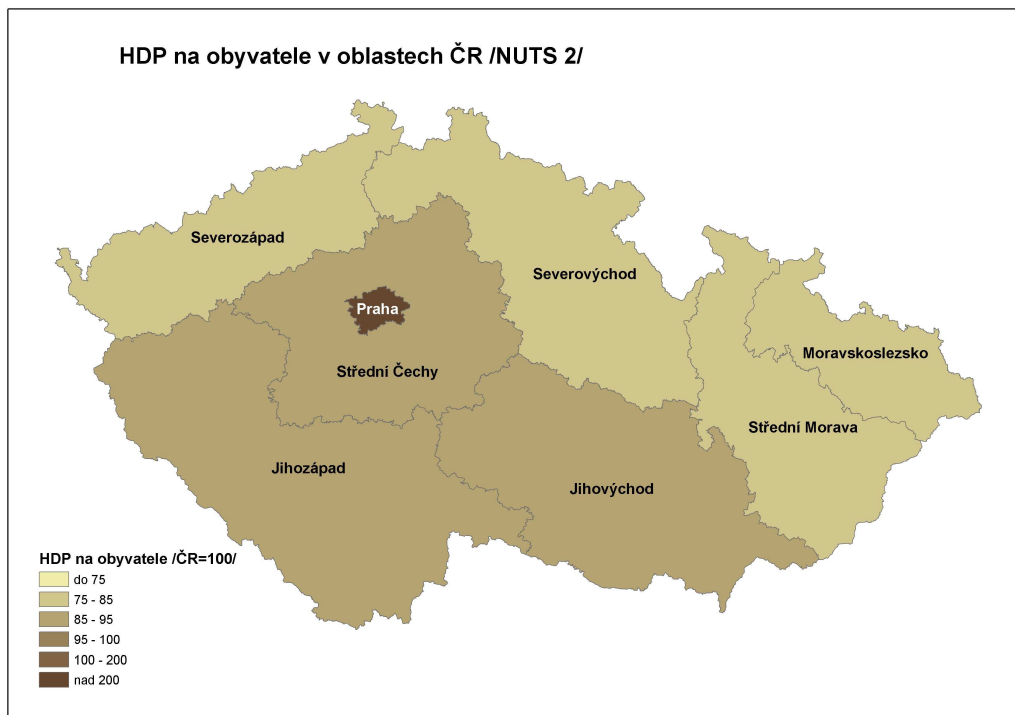 HDP na obyvatele v oblastech ČR /NUTS 2/
Severozápad
Severovýchod
Praha
Moravskoslezsko
Střední Čechy
Střední Morava
Jihozápad
Jihovýchod
HDP na obyvatele /ČR=100/
do 75
75 - 85
85 - 95
95 - 100
100 - 200
nad 200